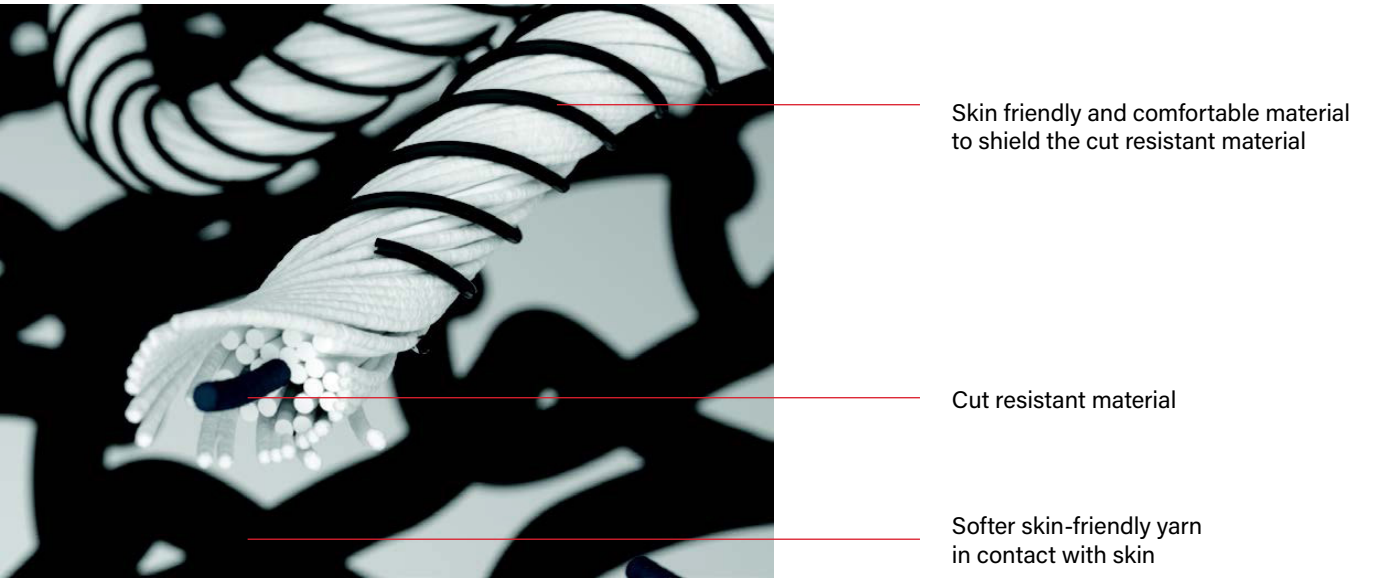 Skin friendly and comfortable material
to shield the cut resistant material
Cut resistant material
Softer skin-friendly yarn
in contact with skin